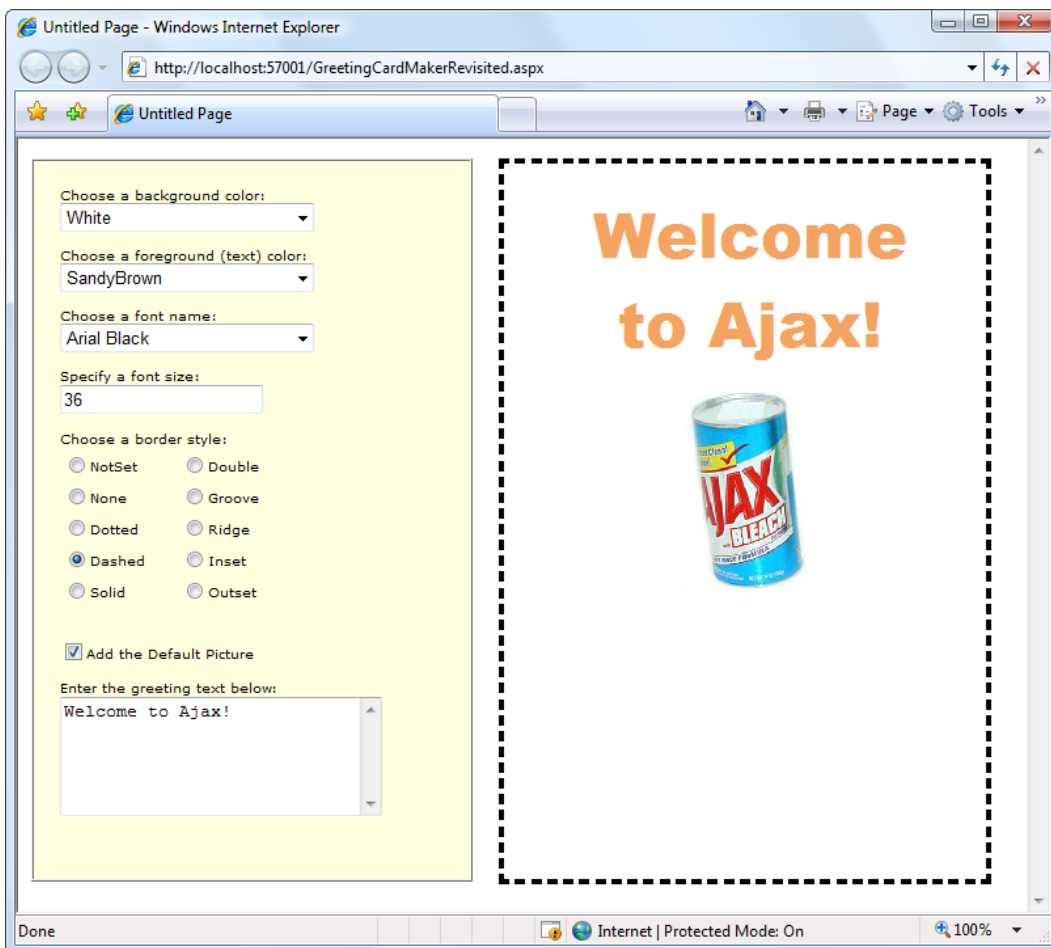 Untitled Page - Windows Internet Explorer
http://localhost:57001/GreetingCardMakerRevisited.aspx
Untitled Page
Page
Tools
Choose a background color:
White
Choose a foreground (text) color:
SandyBrown
Choose a font name:
Arial Black
Specify a font size:
36
Choose a border style:
NotSet
Double
None
Groove
Dotted
Ridge
Dashed
Inset
Solid
Outset
Add the Default Picture
Enter the greeting text below:
Welcome to Ajax!
Welcome
to Ajax!
AJAX
BLEACH
Done
Internet | Protected Mode: On
100%